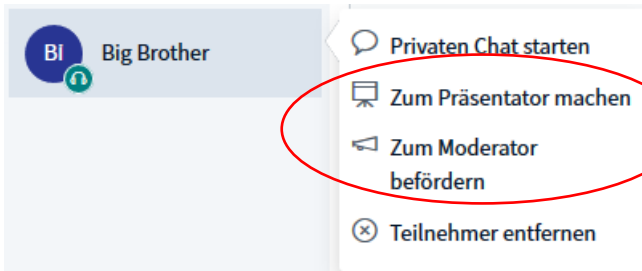 BI
Big Brother
Privaten Chat starten
Zum Präsentator machen
Zum Moderator
befördern
Teilnehmer entfernen